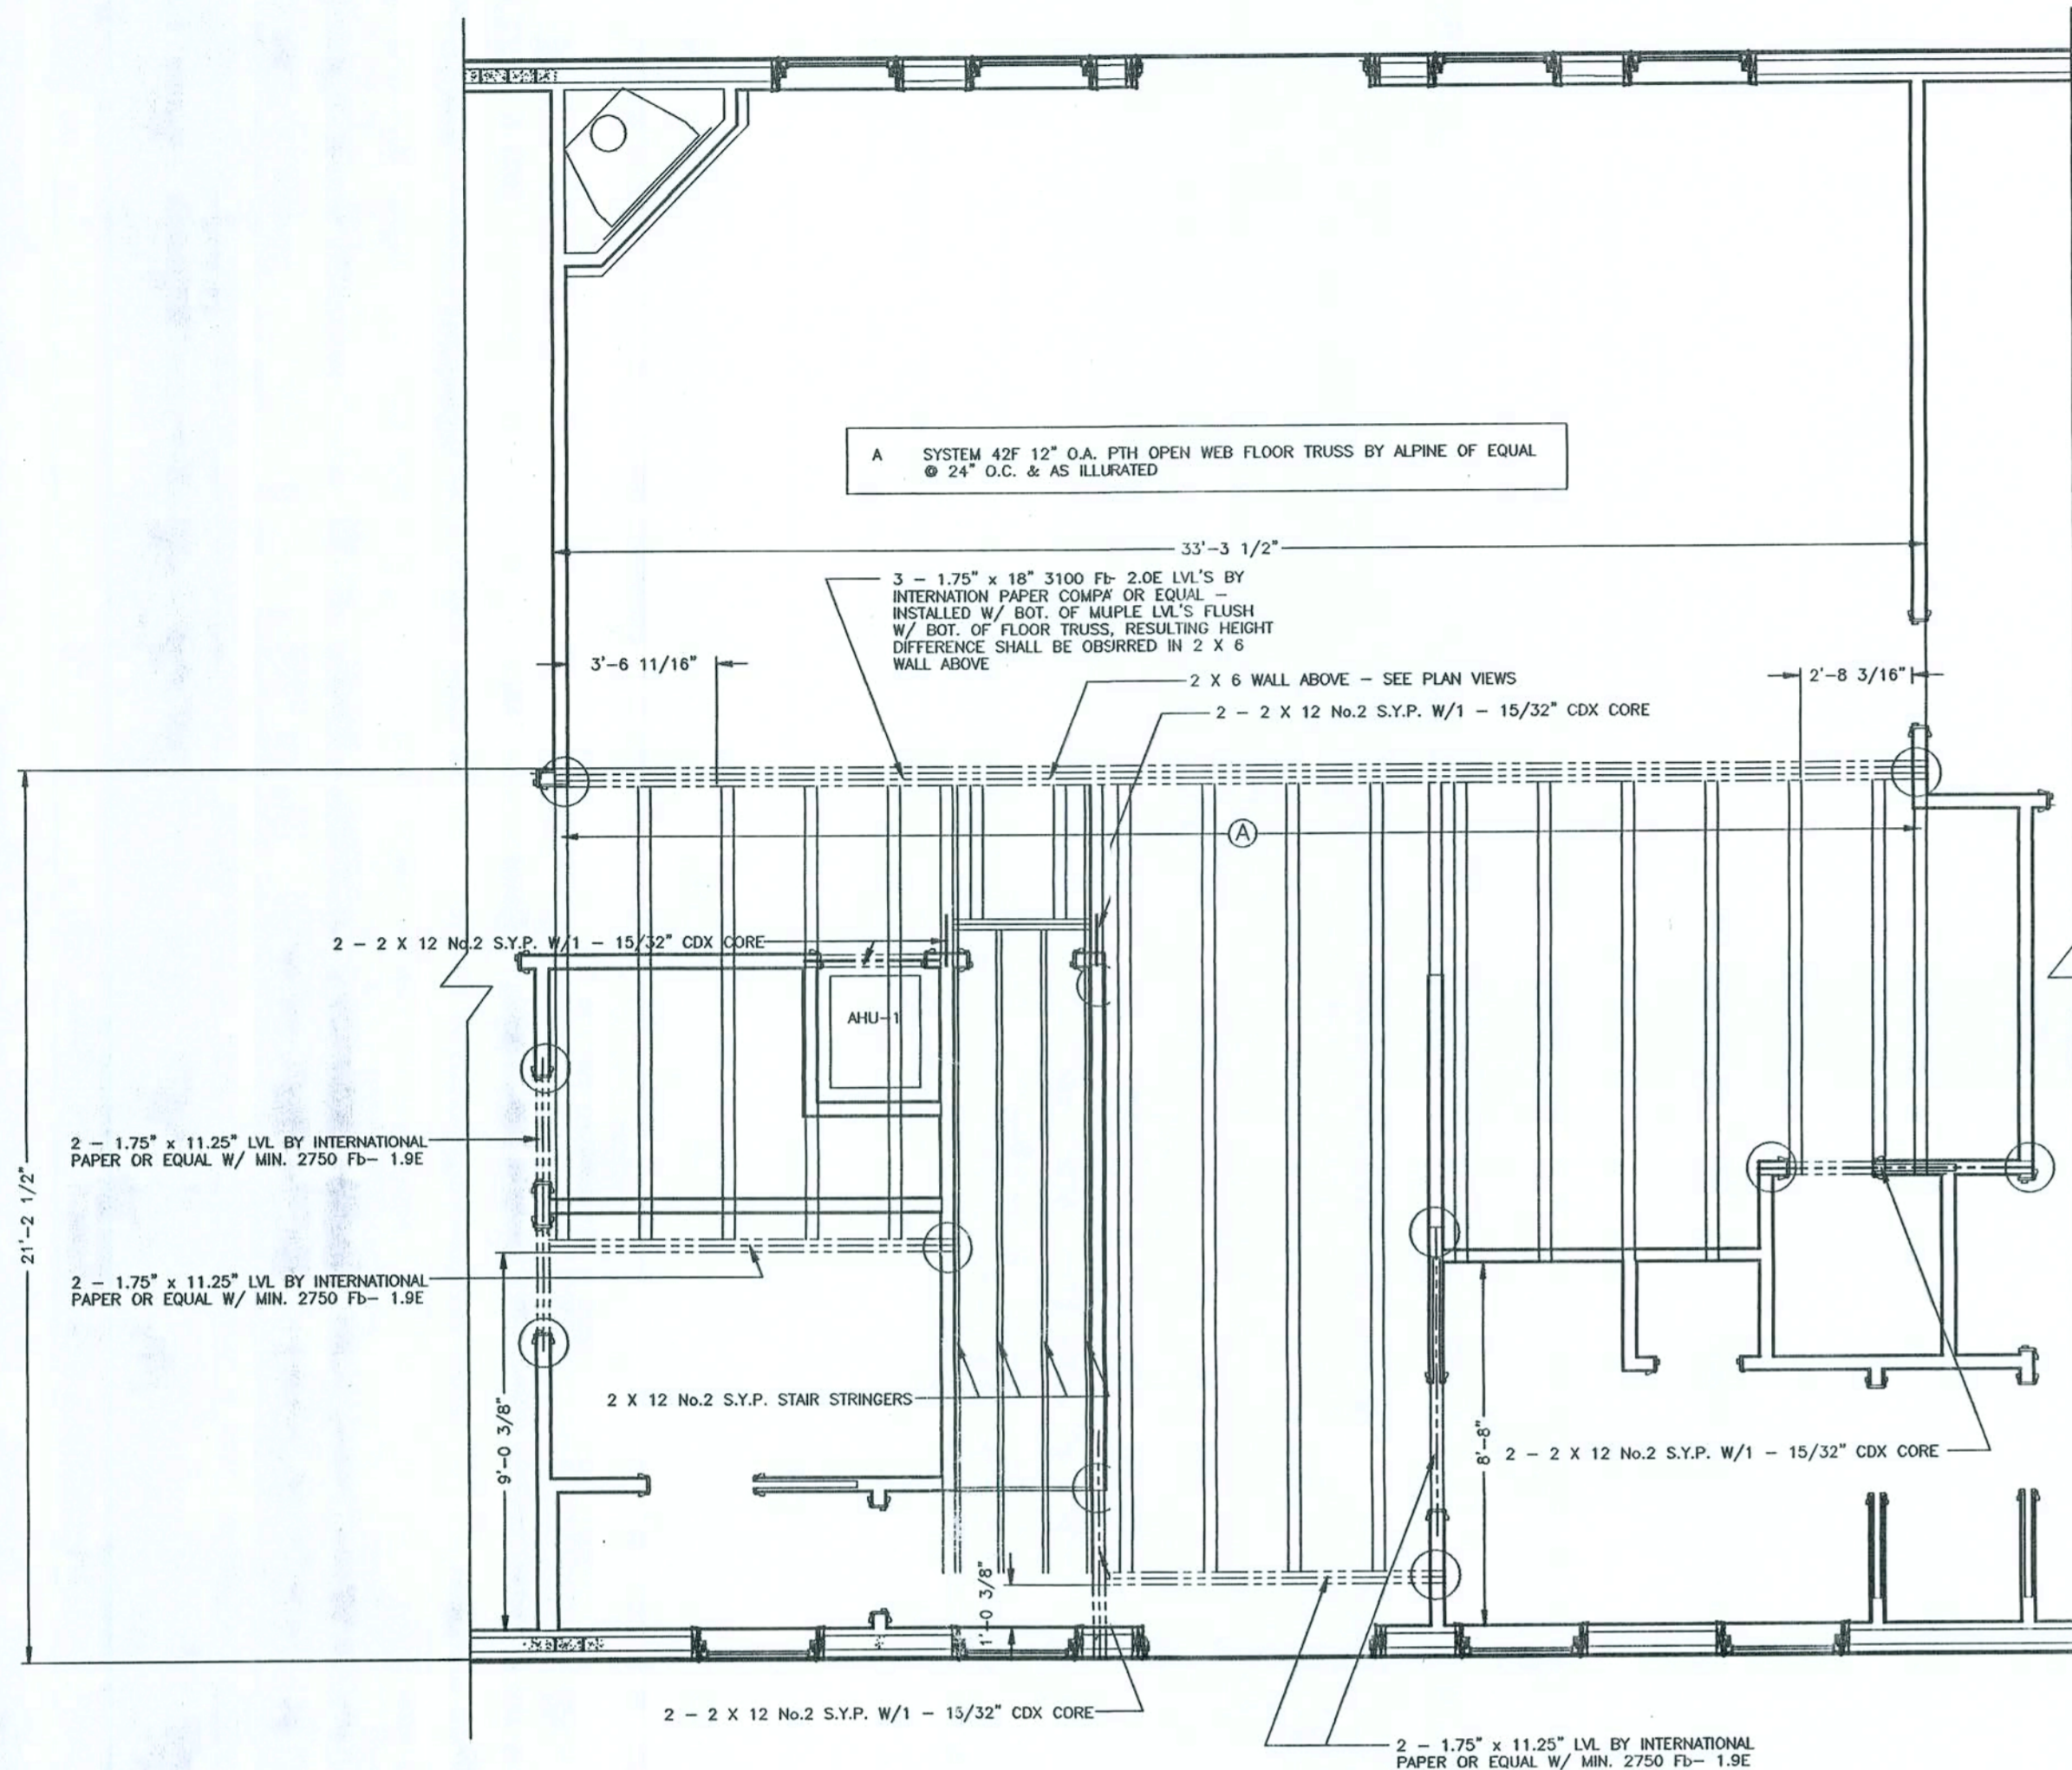 A SYSTEM 42F 12" O.A. PTH OPEN WEB FLOOR TRUSS BY ALPINE OF EQUAL
@ 24" O.C. & AS ILLURATED
33'-3 1/2"
3 - 1.75" x 18" 3100 Fb- 2.0E LVL'S BY
INTERNATION PAPER COMPA' OR EQUAL -
INSTALLED W/ BOT. OF MUPLE LVL'S FLUSH
W/ BOT. OF FLOOR TRUSS, RESULTING HEIGHT
DIFFERENCE SHALL BE OBSIRRED IN 2 X 6
WALL ABOVE
3'-6 11/16"
2'-8 3/16"
2 X 6 WALL ABOVE - SEE PLAN VIEWS
2 - 2 X 12 No.2 S.Y.P. W/1 - 15/32" CDX CORE
A
2 - 2 X 12 No.2 S.Y.P. W/1 - 15/32" CDX CORE
AHU-1
2 - 1.75" x 11.25" LVL BY INTERNATIONAL
PAPER OR EQUAL W/ MIN. 2750 Fb- 1.9E
21'-2 1/2"
2 - 1.75" x 11.25" LVL BY INTERNATIONAL
PAPER OR EQUAL W/ MIN. 2750 Fb- 1.9E
2 X 12 No.2 S.Y.P. STAIR STRINGERS
9'-0 3/8"
8'-8"
2 - 2 X 12 No.2 S.Y.P. W/1 - 15/32" CDX CORE
1'-0 3/8"
2 - 2 X 12 No.2 S.Y.P. W/1 - 15/32" CDX CORE
2 - 1.75" x 11.25" LVL BY INTERNATIONAL
PAPER OR EQUAL W/ MIN. 2750 Fb- 1.9E